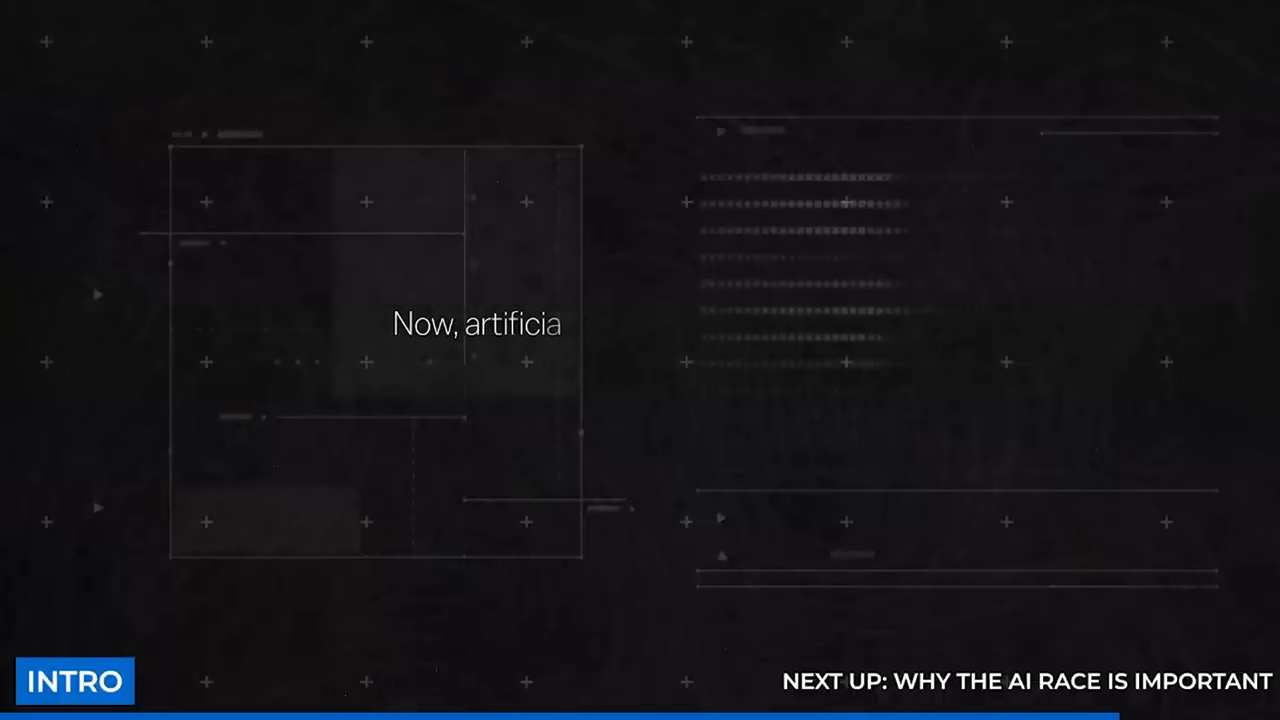 Now, artificia
INTRO
NEXT UP: WHY THE AI RACE IS IMPORTANT